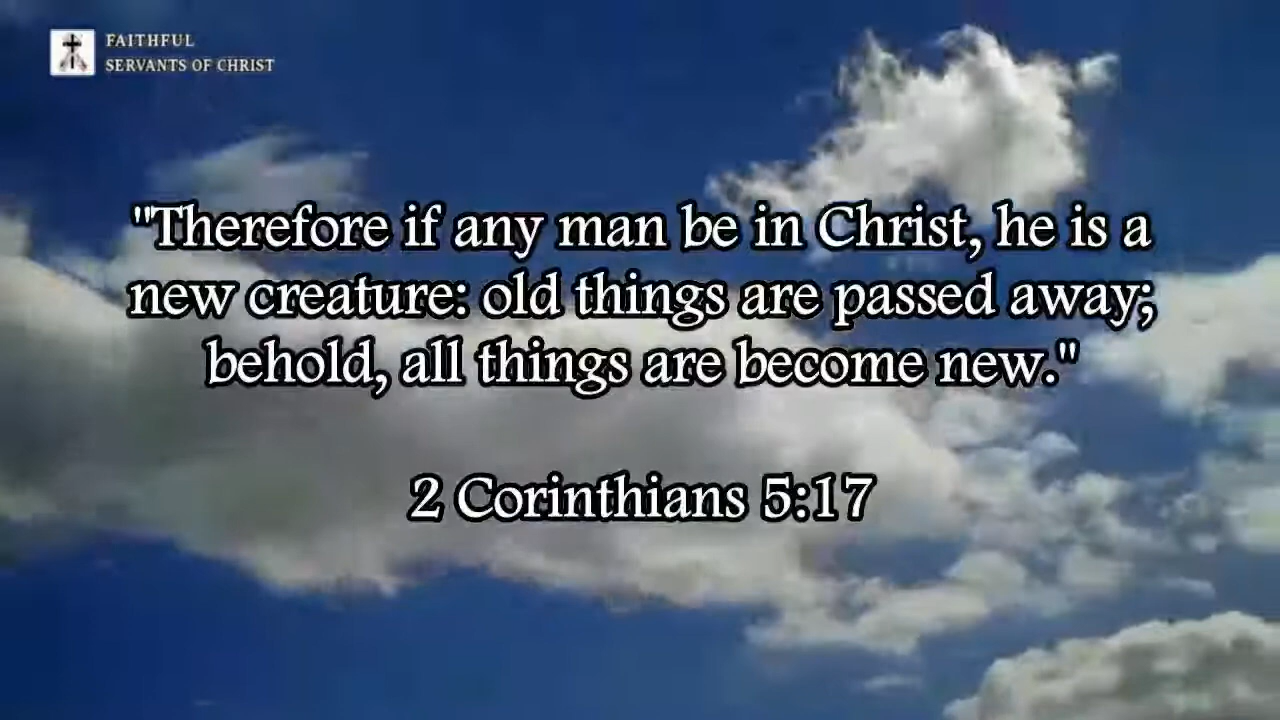 FAITHFUL
SERVANTS OF CHRIST
"Therefore if any man be in Christ, he is a
new creature: old things are passed away;
behold, all things are become new."
2 Corinthians 5:17